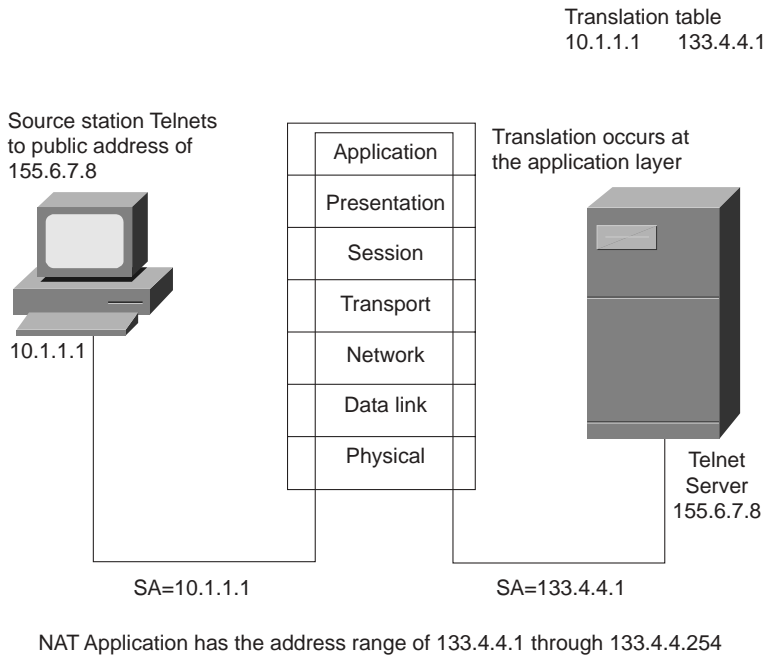 Translation table
10.1.1.1 133.4.4.1
Source station Telnets
to public address of
155.6.7.8
10.1.1.1
Application
Presentation
Session
Transport
Network
Data link
Physical
Translation occurs at
the application layer
Telnet
Server
155.6.7.8
SA=10.1.1.1
SA=133.4.4.1
NAT Application has the address range of 133.4.4.1 through 133.4.4.254